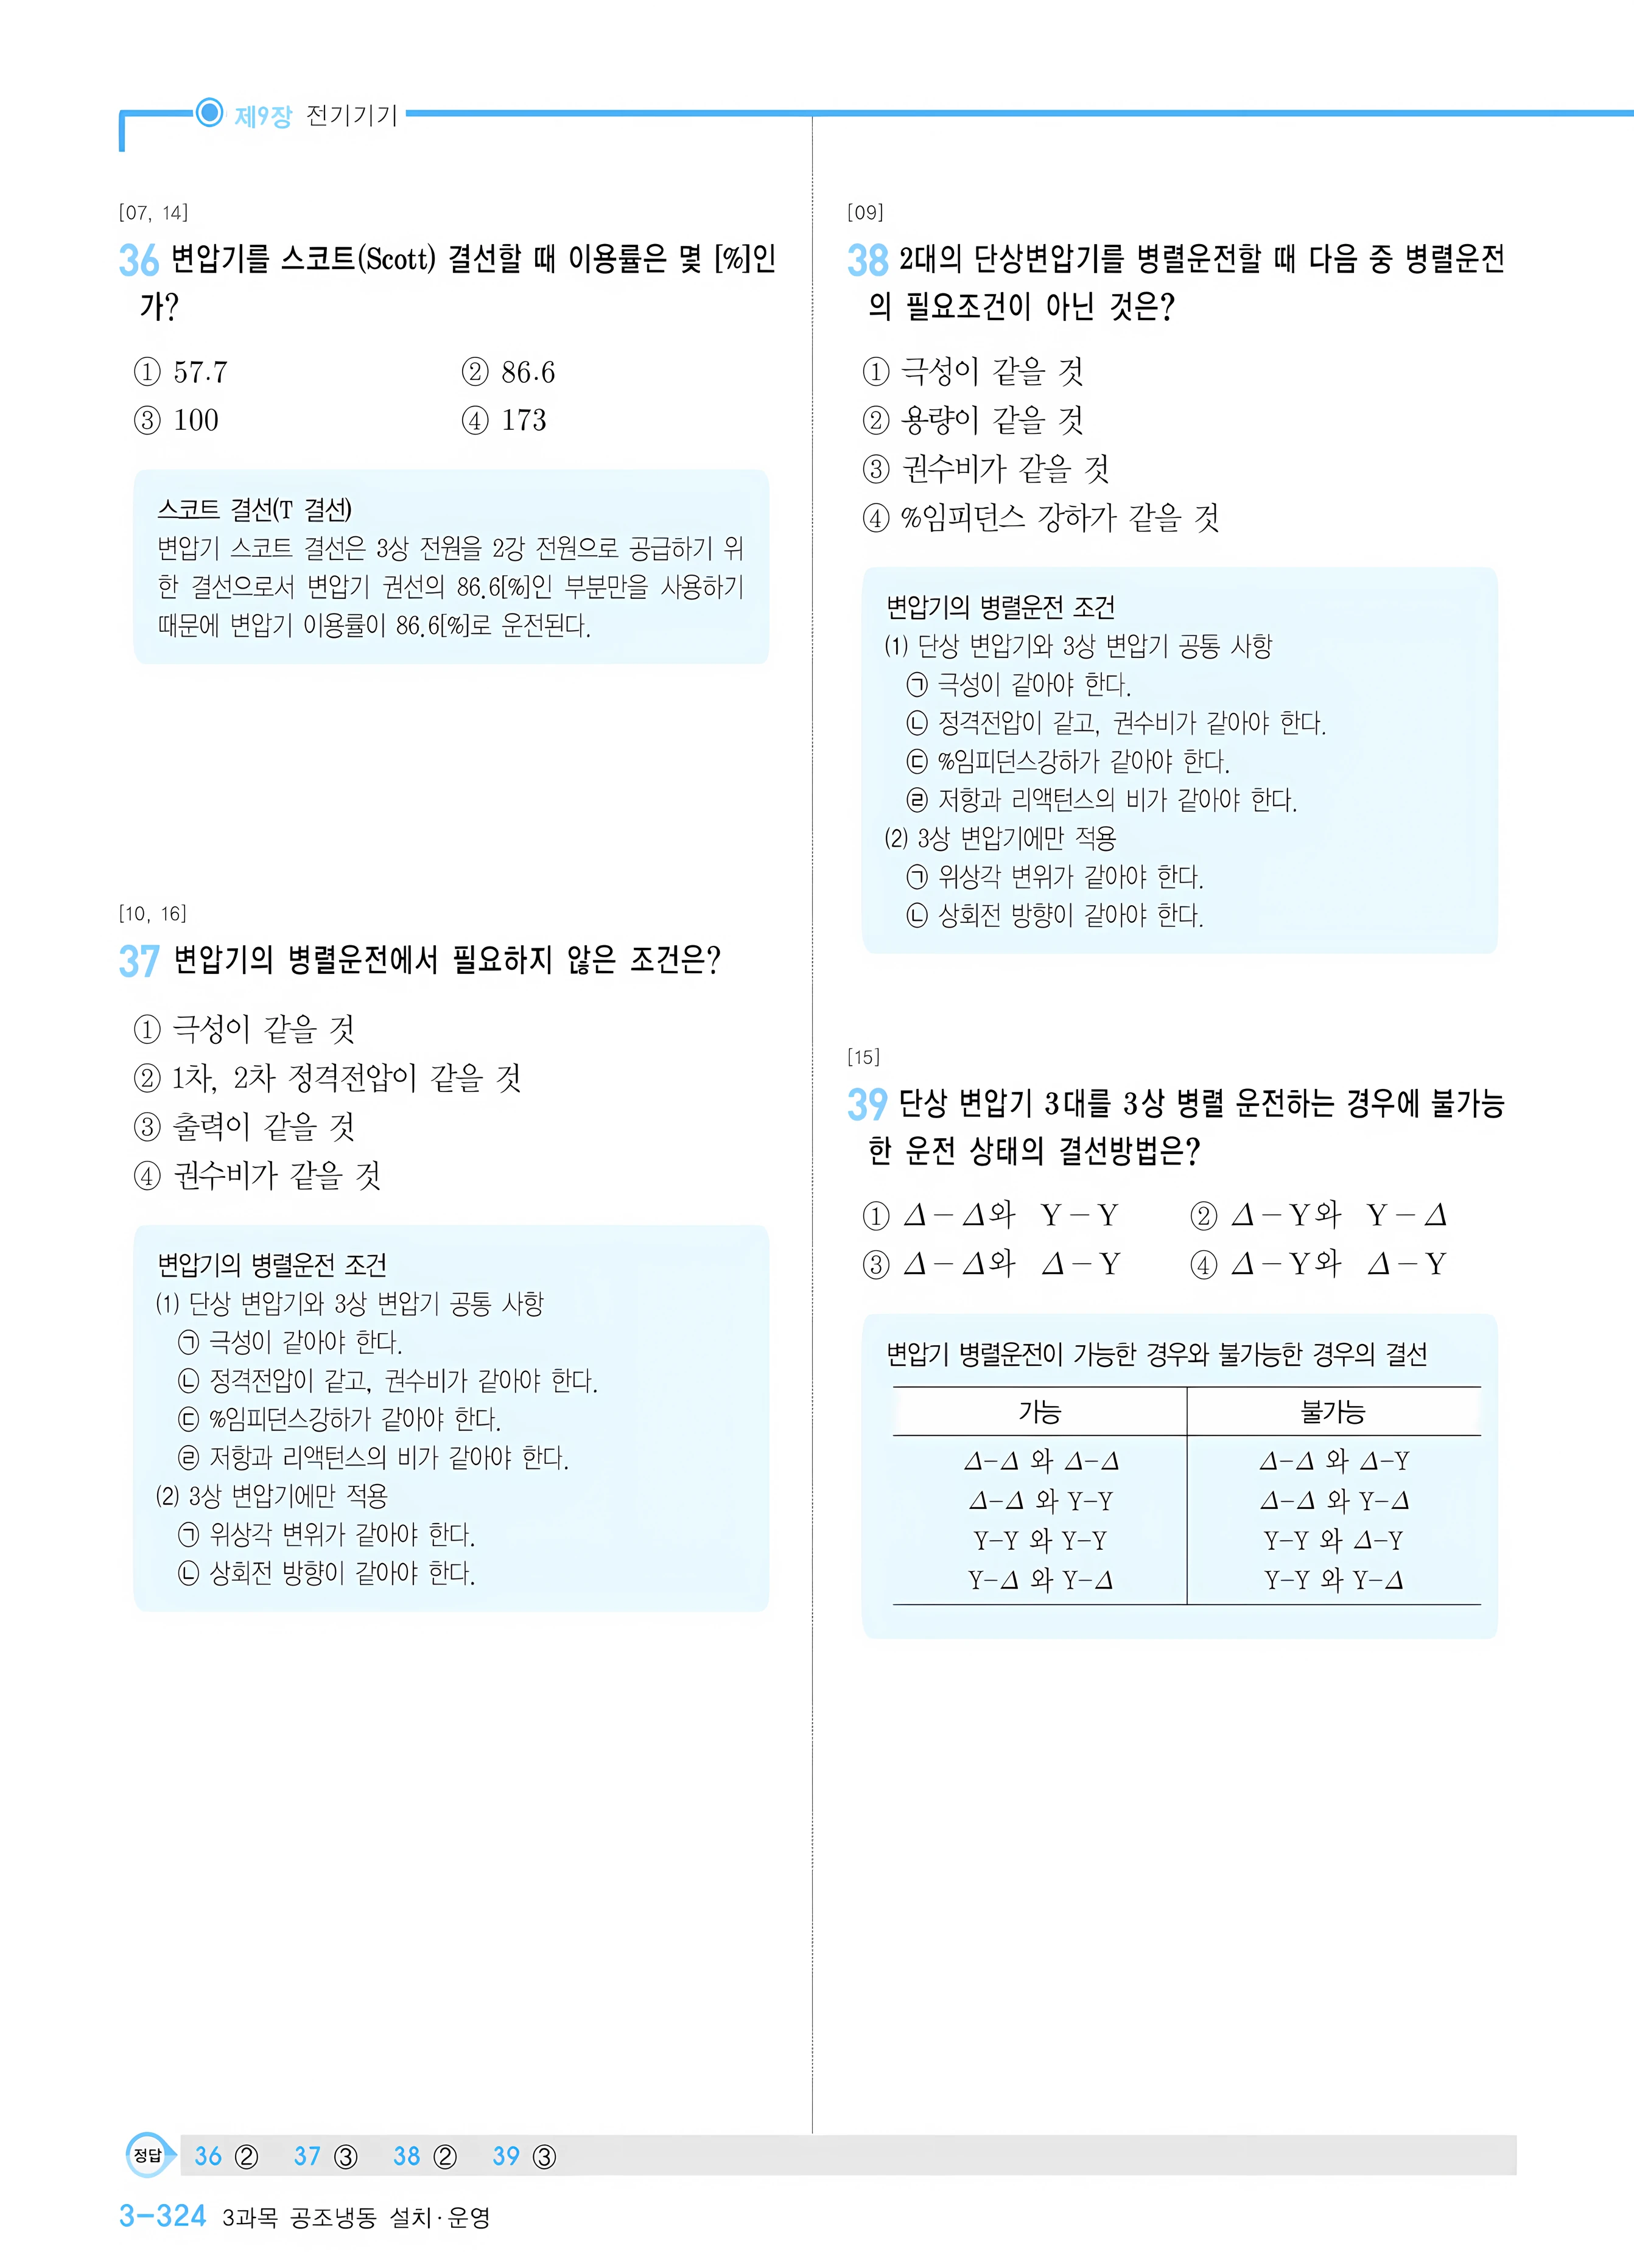 제9장 전기기기
[07, 14]
36 변압기를 스코트(Scott) 결선할 때 이용률은 몇 [%]인
가?
① 57.7 ② 86.6
③ 100 ④ 173
스코트 결선(T 결선)
변압기 스코트 결선은 3상 전원을 2강 전원으로 공급하기 위
한 결선으로서 변압기 권선의 86.6[%]인 부분만을 사용하기
때문에 변압기 이용률이 86.6[%]로 운전된다.
[10, 16]
37 변압기의 병렬운전에서 필요하지 않은 조건은?
① 극성이 같을 것
② 1차, 2차 정격전압이 같을 것
③ 출력이 같을 것
④ 권수비가 같을 것
변압기의 병렬운전 조건
(1) 단상 변압기와 3상 변압기 공통 사항
㉠ 극성이 같아야 한다.
㉡ 정격전압이 같고, 권수비가 같아야 한다.
㉢ %임피던스강하가 같아야 한다.
㉣ 저항과 리액턴스의 비가 같아야 한다.
(2) 3상 변압기에만 적용
㉠ 위상각 변위가 같아야 한다.
㉡ 상회전 방향이 같아야 한다.
[09]
38 2대의 단상변압기를 병렬운전할 때 다음 중 병렬운전
의 필요조건이 아닌 것은?
① 극성이 같을 것
② 용량이 같을 것
③ 권수비가 같을 것
④ %임피던스 강하가 같을 것
변압기의 병렬운전 조건
(1) 단상 변압기와 3상 변압기 공통 사항
㉠ 극성이 같아야 한다.
㉡ 정격전압이 같고, 권수비가 같아야 한다.
㉢ %임피던스강하가 같아야 한다.
㉣ 저항과 리액턴스의 비가 같아야 한다.
(2) 3상 변압기에만 적용
㉠ 위상각 변위가 같아야 한다.
㉡ 상회전 방향이 같아야 한다.
[15]
39 단상 변압기 3대를 3상 병렬 운전하는 경우에 불가능
한 운전 상태의 결선방법은?
① Δ-Δ와 Y-Y ② Δ-Y와 Y-Δ
③ Δ-Δ와 Δ-Y ④ Δ-Y와 Δ-Y
변압기 병렬운전이 가능한 경우와 불가능한 경우의 결선
가능 불가능
Δ-Δ 와 Δ-Δ Δ-Δ 와 Δ-Y
Δ-Δ 와 Y-Y Δ-Δ 와 Y-Δ
Y-Y 와 Y-Y Y-Y 와 Δ-Y
Y-Δ 와 Y-Δ Y-Y 와 Y-Δ
정답 36 ② 37 ③ 38 ② 39 ③
3-324 3과목 공조냉동 설치·운영